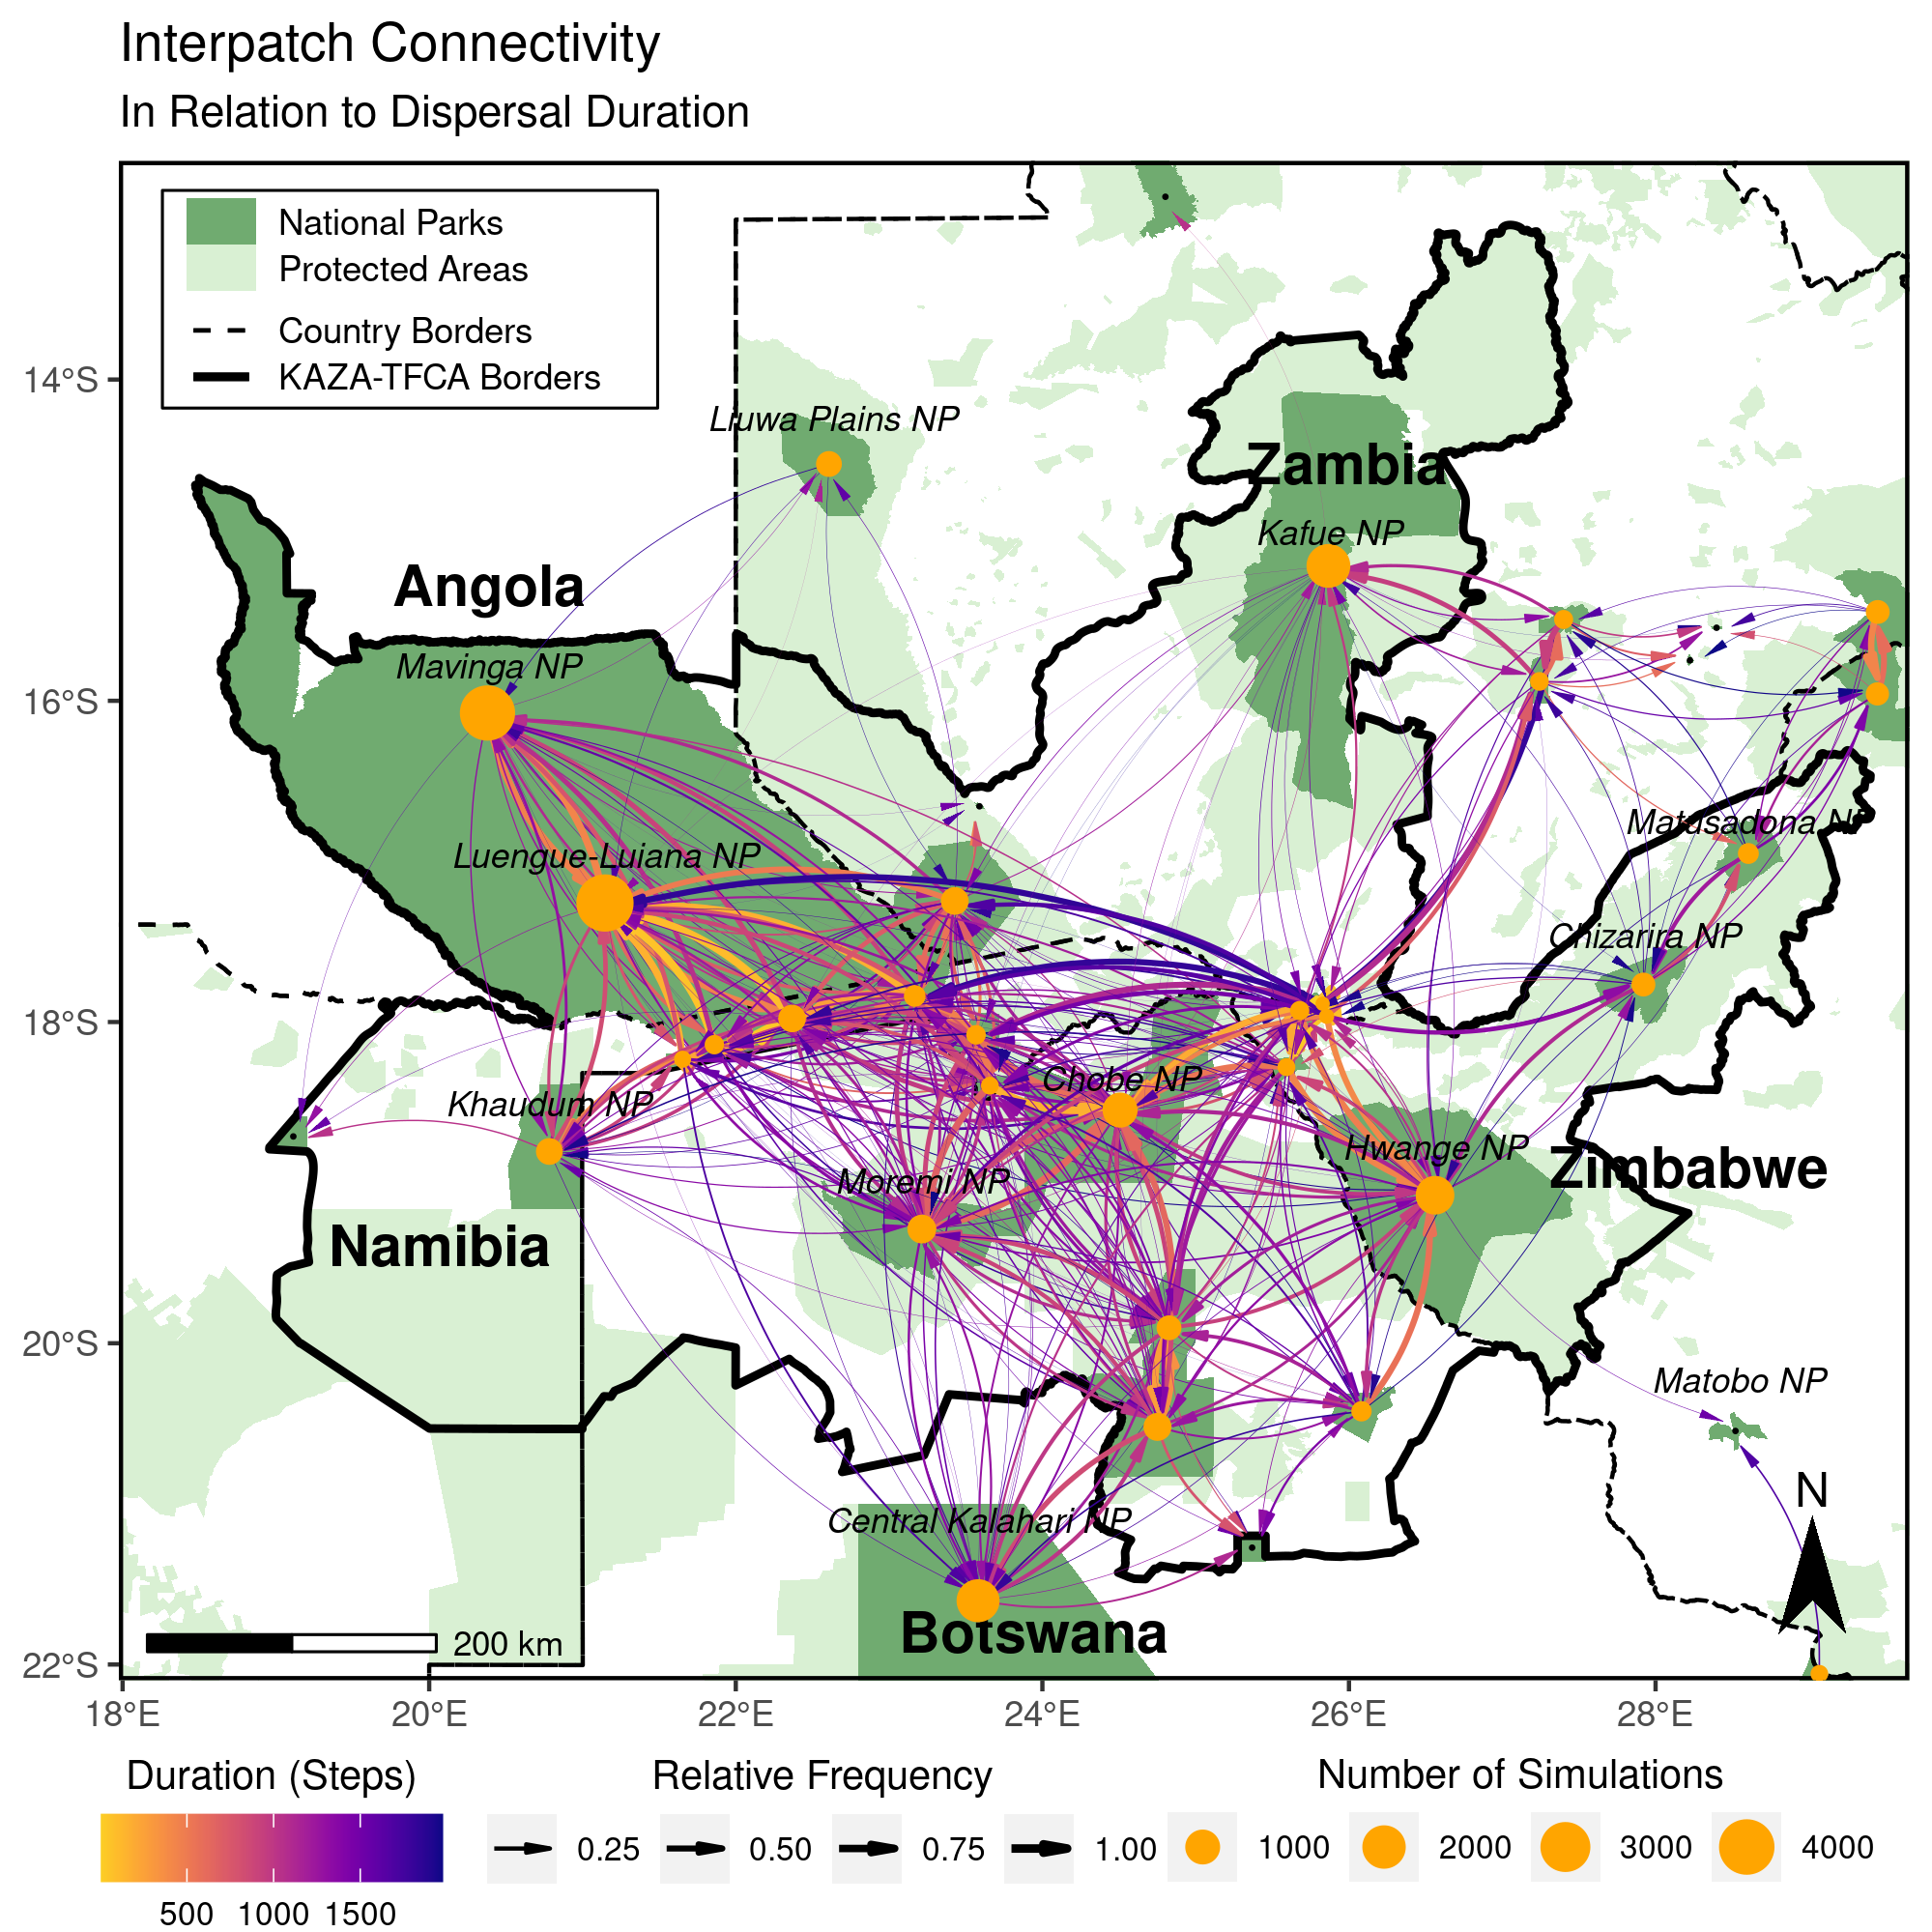 Interpatch Connectivity
In Relation to Dispersal Duration
National Parks
Protected Areas
Country Borders
KAZA-TFCA Borders
14°S
16°S
18°S
20°S
22°S
Liuwa Plains NP
Zambia
Kafue NP
Angola
Mavinga NP
Luengue-Luiana NP
Matusadona NP
Chizarira NP
Chobe NP
Khaudum NP
Hwange NP
Zimbabwe
Moremi NP
Namibia
Matobo NP
N
Central Kalahari NP
Botswana
200 km
18°E
20°E
22°E
24°E
26°E
28°E
Duration (Steps)
500 1000 1500
Relative Frequency
0.25 0.50 0.75 1.00
Number of Simulations
1000 2000 3000 4000